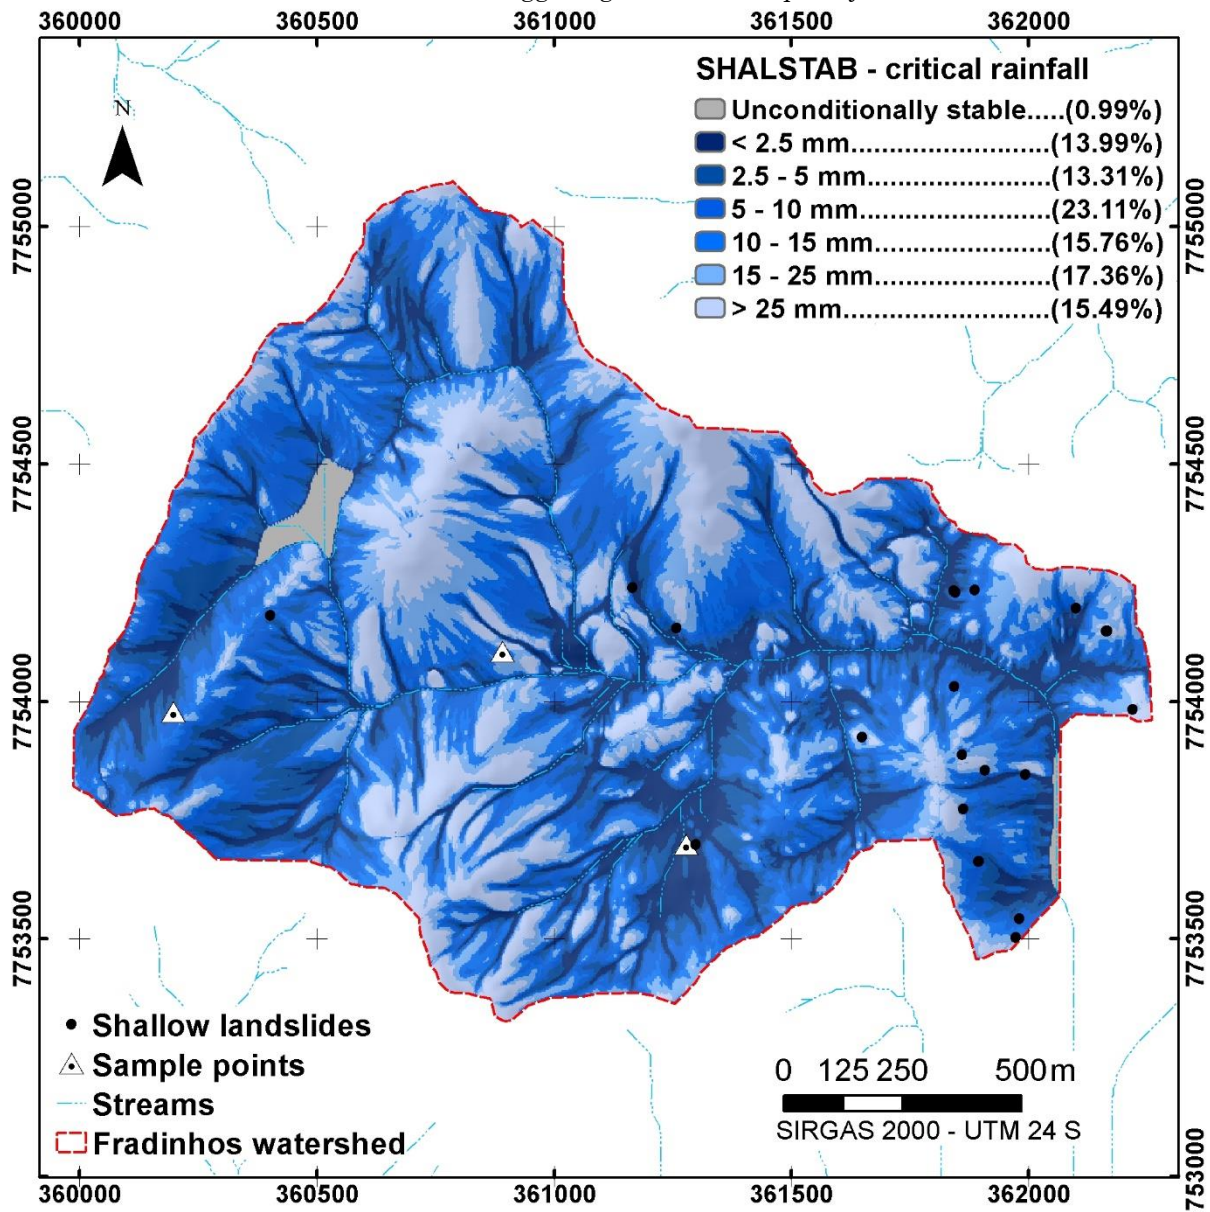 360000 360500 361000 361500 362000
SHALSTAB - critical rainfall
Unconditionally stable.....(0.99%)
< 2.5 mm..............................(13.99%)
2.5 - 5 mm...........................(13.31%)
5 - 10 mm............................(23.11%)
10 - 15 mm..........................(15.76%)
15 - 25 mm..........................(17.36%)
> 25 mm..............................(15.49%)
N
7755000 7755000
7754500 7754500
7754000 7754000
7753500 7753500
7753000
Shallow landslides
Sample points
Streams
Fradinhos watershed
0 125 250 500 m
SIRGAS 2000 - UTM 24 S
360000 360500 361000 361500 362000